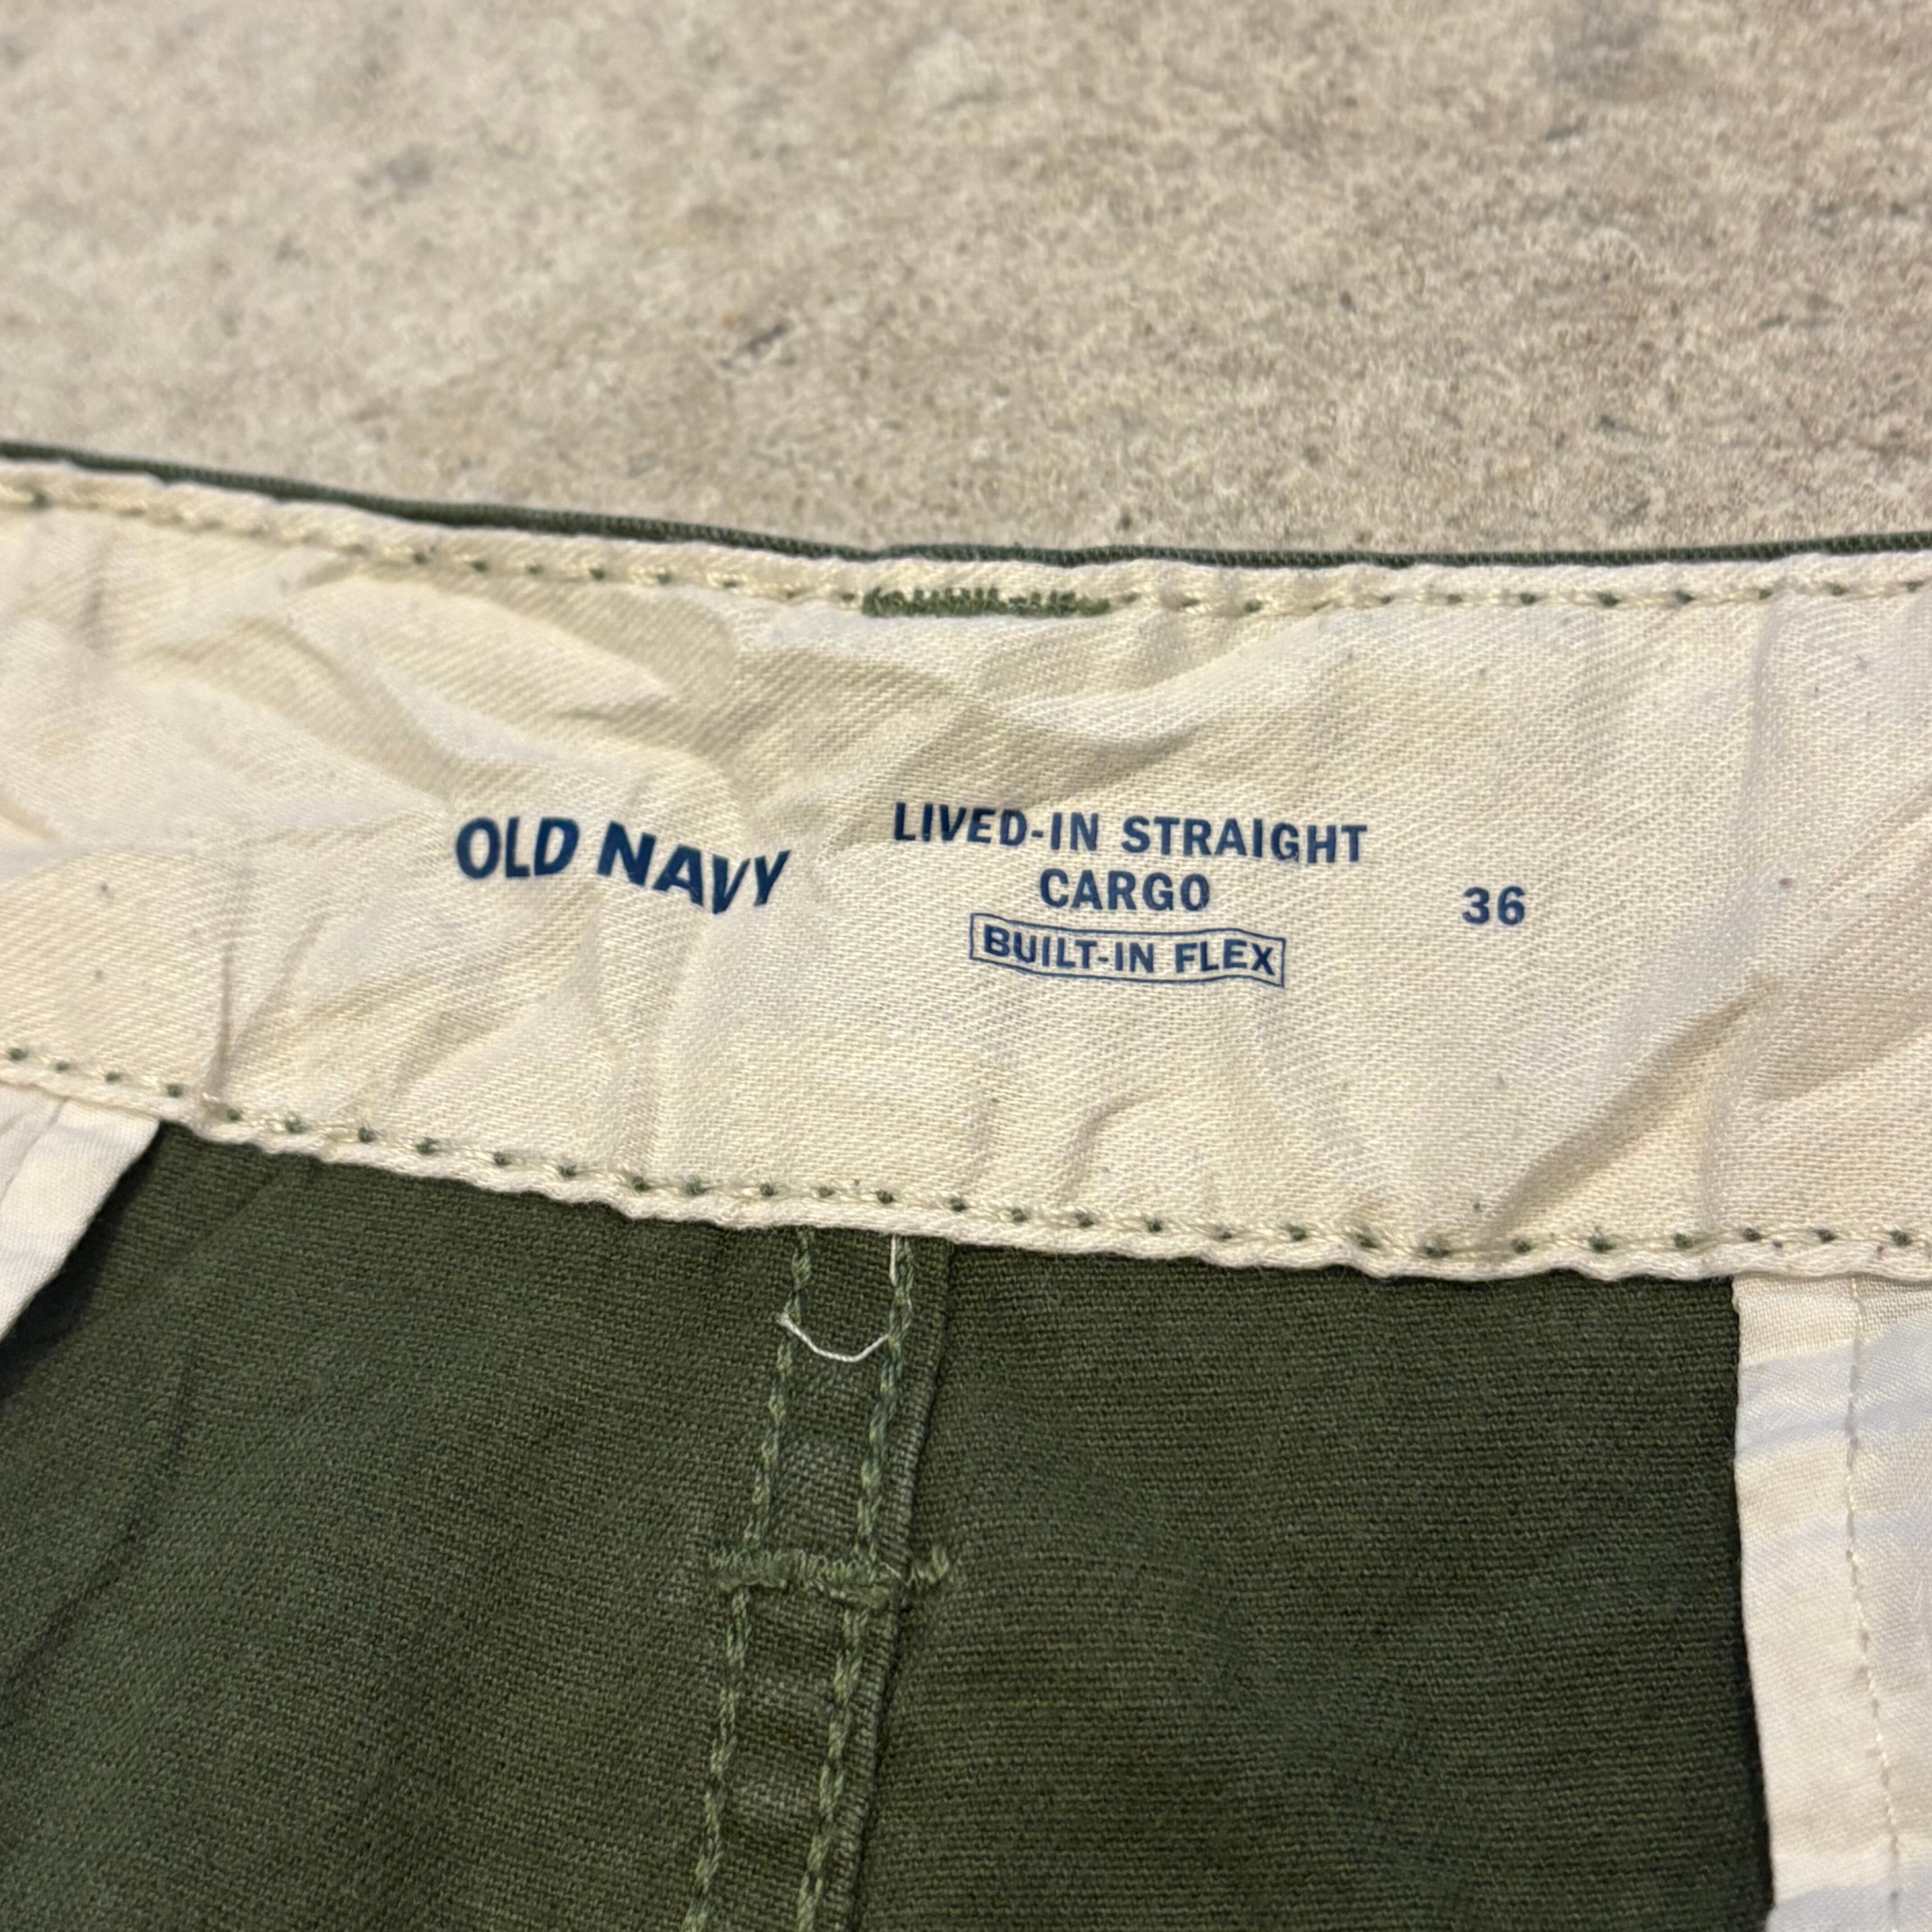 OLD NAVY
LIVED-IN STRAIGHT
CARGO
BUILT-IN FLEX
36